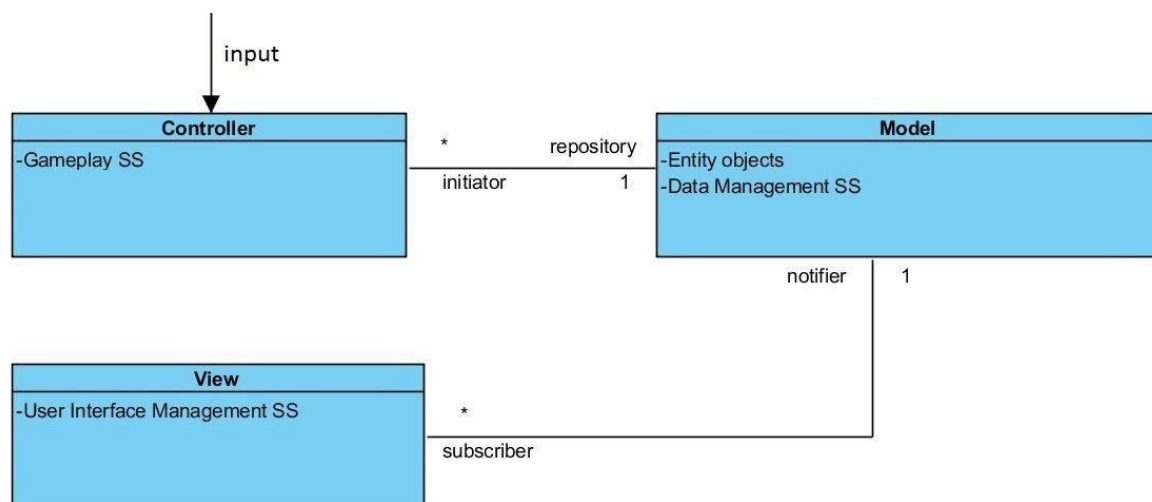 input
Controller
-Gameplay SS
*
initiator
repository
1
Model
-Entity objects
-Data Management SS
notifier
1
View
-User Interface Management SS
*
subscriber